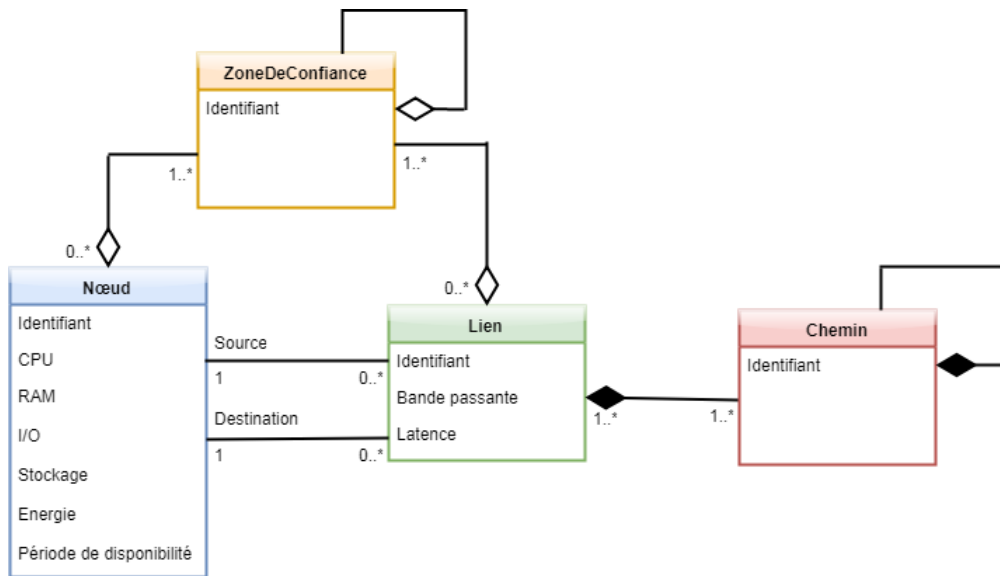 ZoneDeConfiance
Identifiant
1..*
1..*
0..*
0..*
Nœud
Identifiant
CPU
RAM
I/O
Stockage
Energie
Période de disponibilité
Source
1
0..*
Destination
1
0..*
Lien
Identifiant
Bande passante
Latence
1..*
1..*
Chemin
Identifiant